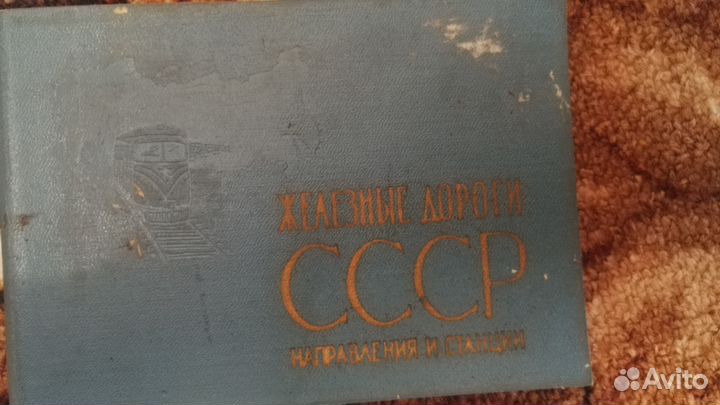 ЖЕЛЕЗНЫЕ ДОРОГИ
СССР
НАПРАВЛЕНИЯ И СТАНЦИИ
Avito